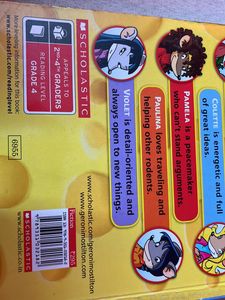 COLETTE is energetic and full
of great ideas.
PAMELA is a peacemaker
who can't stand arguments.
PAULINA loves traveling and
helping other rodents.
VIOLET is detail-oriented and
always open to new things.
SCHOLASTIC
APPEALS TO
2ND–4TH GRADERS
READING LEVEL
GRADE 4
More information for this book:
www.scholastic.com/readinglevel
6955
www.scholastic.com/geronimostilton
www.geronimostilton.com
SCHOLASTIC
www.scholastic.co.in